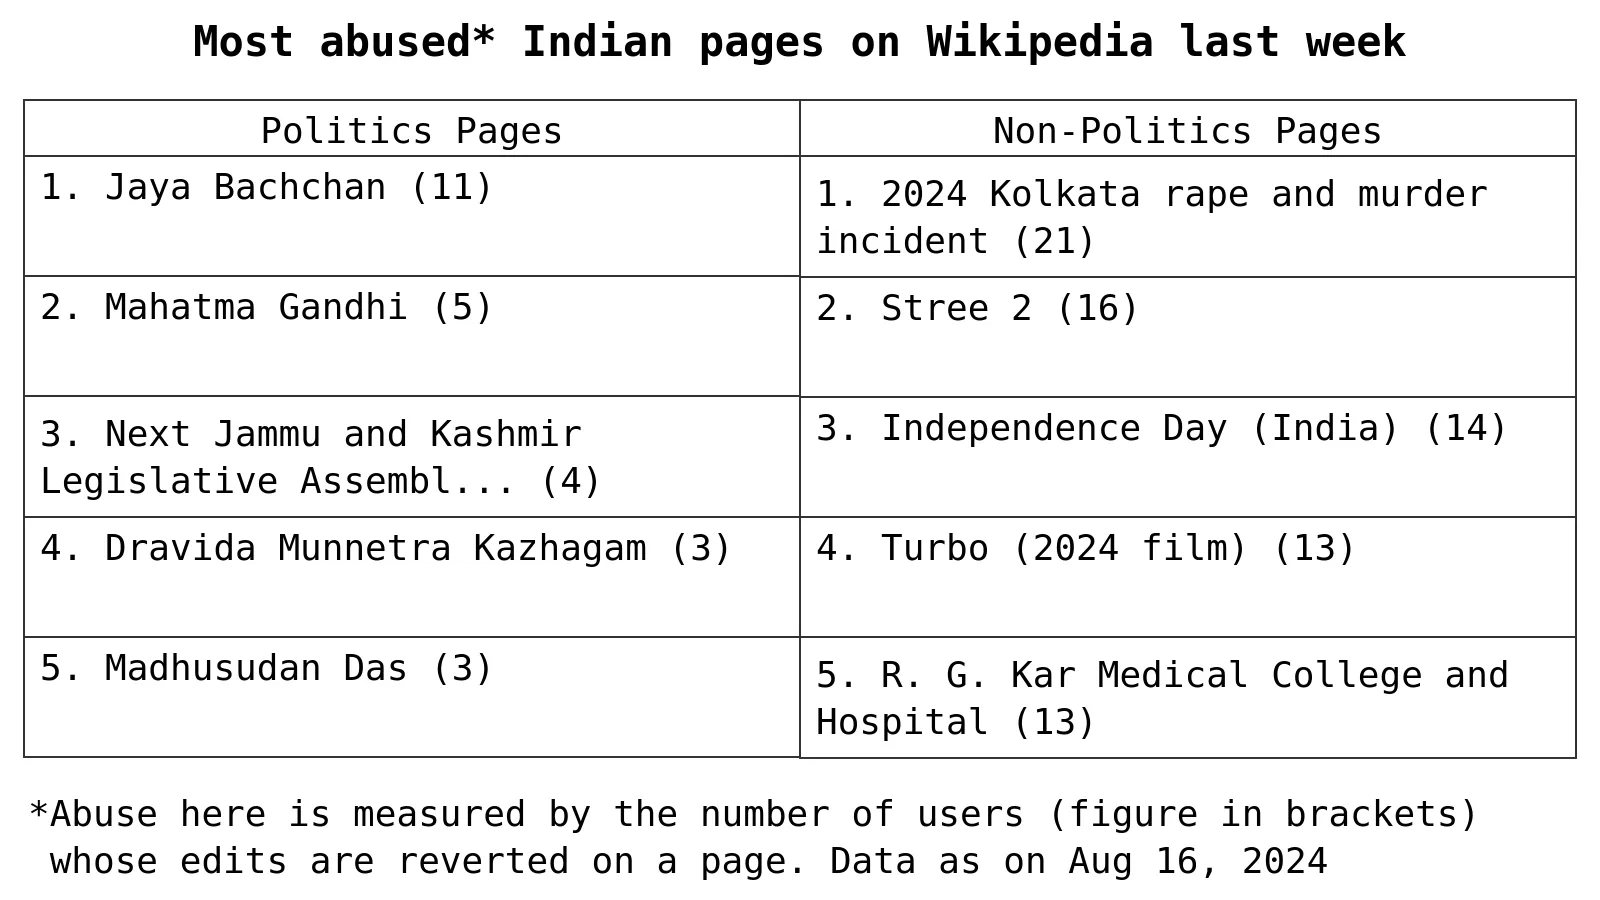 Most abused* Indian pages on Wikipedia last week
Politics Pages
1. Jaya Bachchan (11)
2. Mahatma Gandhi (5)
3. Next Jammu and Kashmir
Legislative Assembl... (4)
4. Dravida Munnetra Kazhagam (3)
5. Madhusudan Das (3)
Non-Politics Pages
1. 2024 Kolkata rape and murder
incident (21)
2. Stree 2 (16)
3. Independence Day (India) (14)
4. Turbo (2024 film) (13)
5. R. G. Kar Medical College and
Hospital (13)
*Abuse here is measured by the number of users (figure in brackets)
whose edits are reverted on a page. Data as on Aug 16, 2024